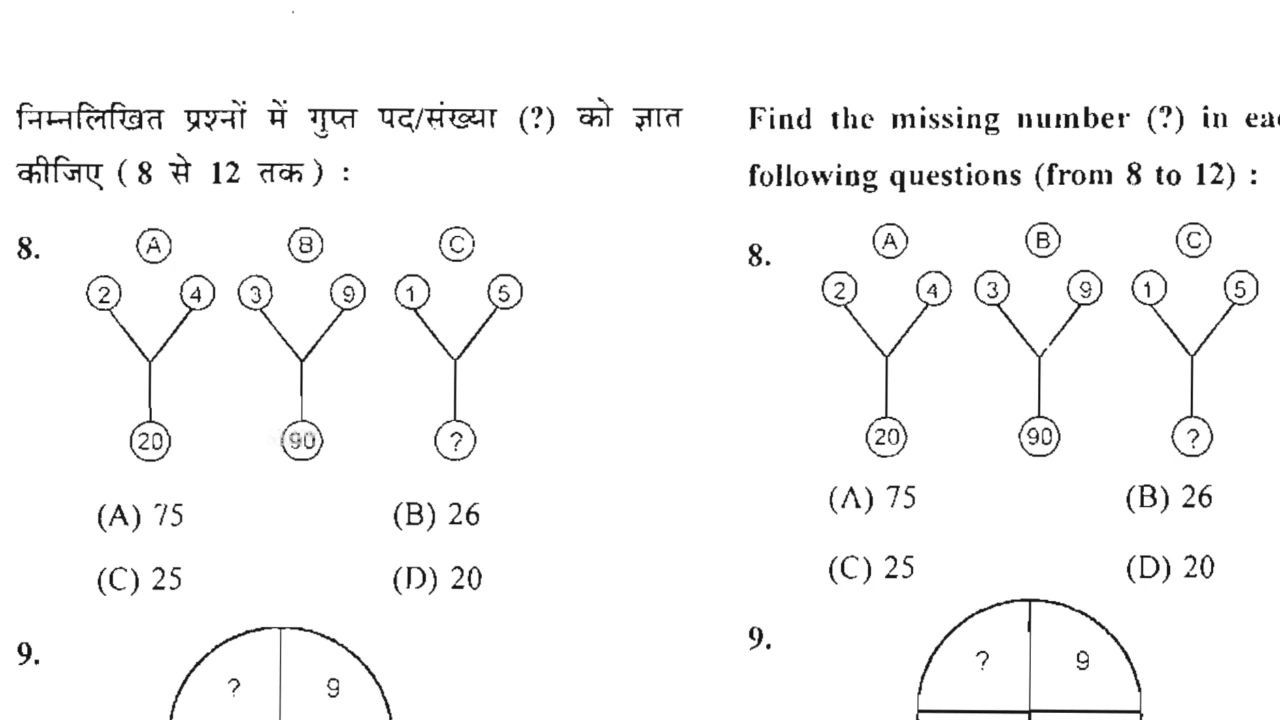 निम्नलिखित प्रश्नों में गुप्त पद/संख्या (?) को ज्ञात
कीजिए ( 8 से 12 तक ) :
8.
A B C
2 4 3 9 1 5
20 90 ?
(A) 75 (B) 26
(C) 25 (D) 20
9.
? 9
Find the missing number (?) in eac
following questions (from 8 to 12) :
8.
A B C
2 4 3 9 1 5
20 90 ?
(A) 75 (B) 26
(C) 25 (D) 20
9.
? 9